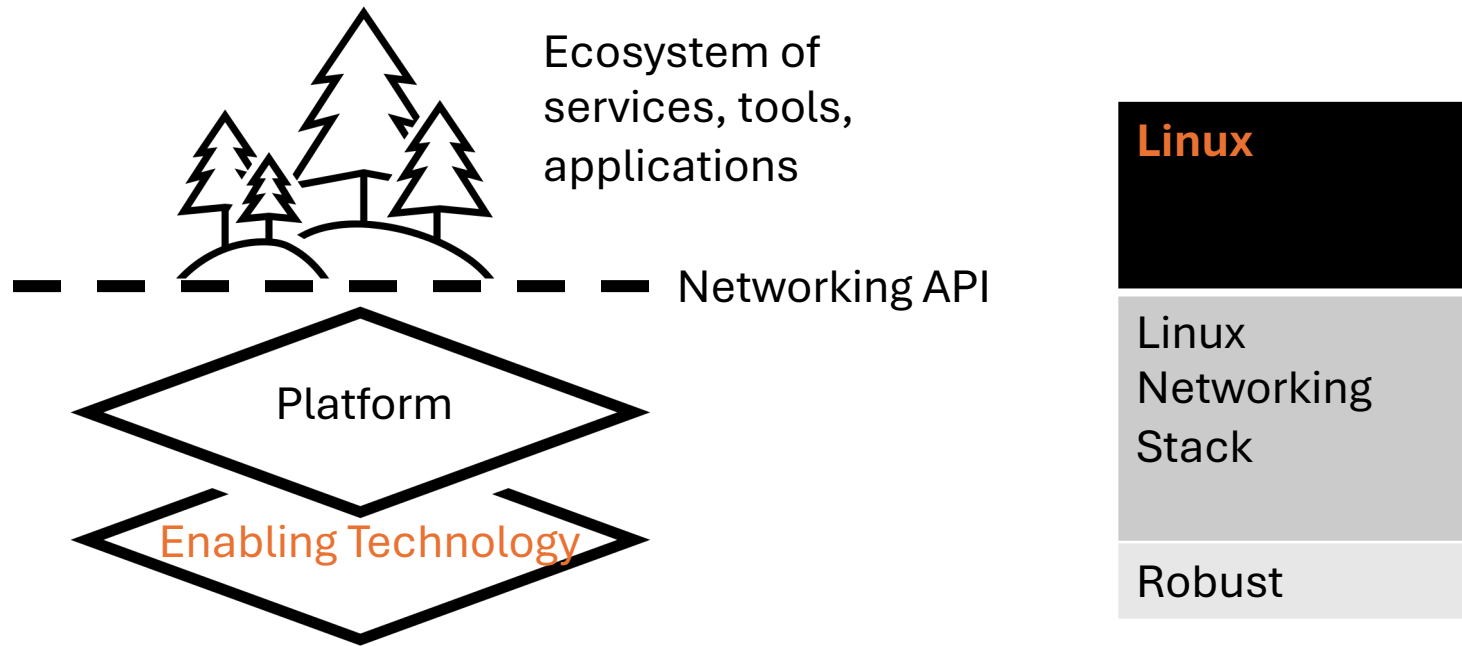 Ecosystem of
services, tools,
applications
Networking API
Platform
Enabling Technology
Linux
Linux
Networking
Stack
Robust